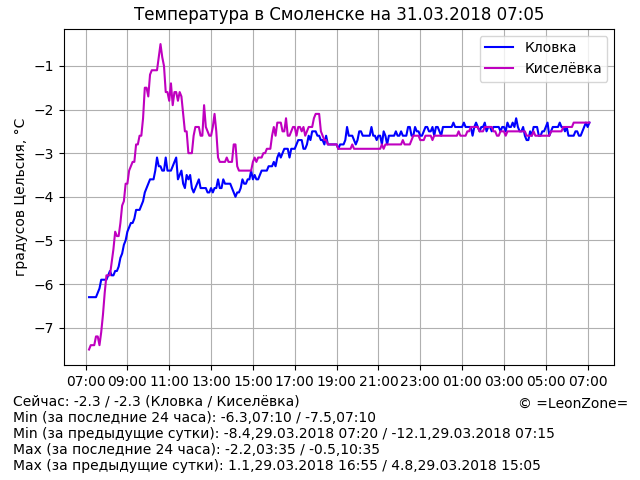 Температура в Смоленске на 31.03.2018 07:05
градусов Цельсия, °C
−1
−2
−3
−4
−5
−6
−7
Кловка
Киселёвка
07:00 09:00 11:00 13:00 15:00 17:00 19:00 21:00 23:00 01:00 03:00 05:00 07:00
Сейчас: -2.3 / -2.3 (Кловка / Киселёвка)
© =LeonZone=
Min (за последние 24 часа): -6.3,07:10 / -7.5,07:10
Min (за предыдущие сутки): -8.4,29.03.2018 07:20 / -12.1,29.03.2018 07:15
Max (за последние 24 часа): -2.2,03:35 / -0.5,10:35
Max (за предыдущие сутки): 1.1,29.03.2018 16:55 / 4.8,29.03.2018 15:05